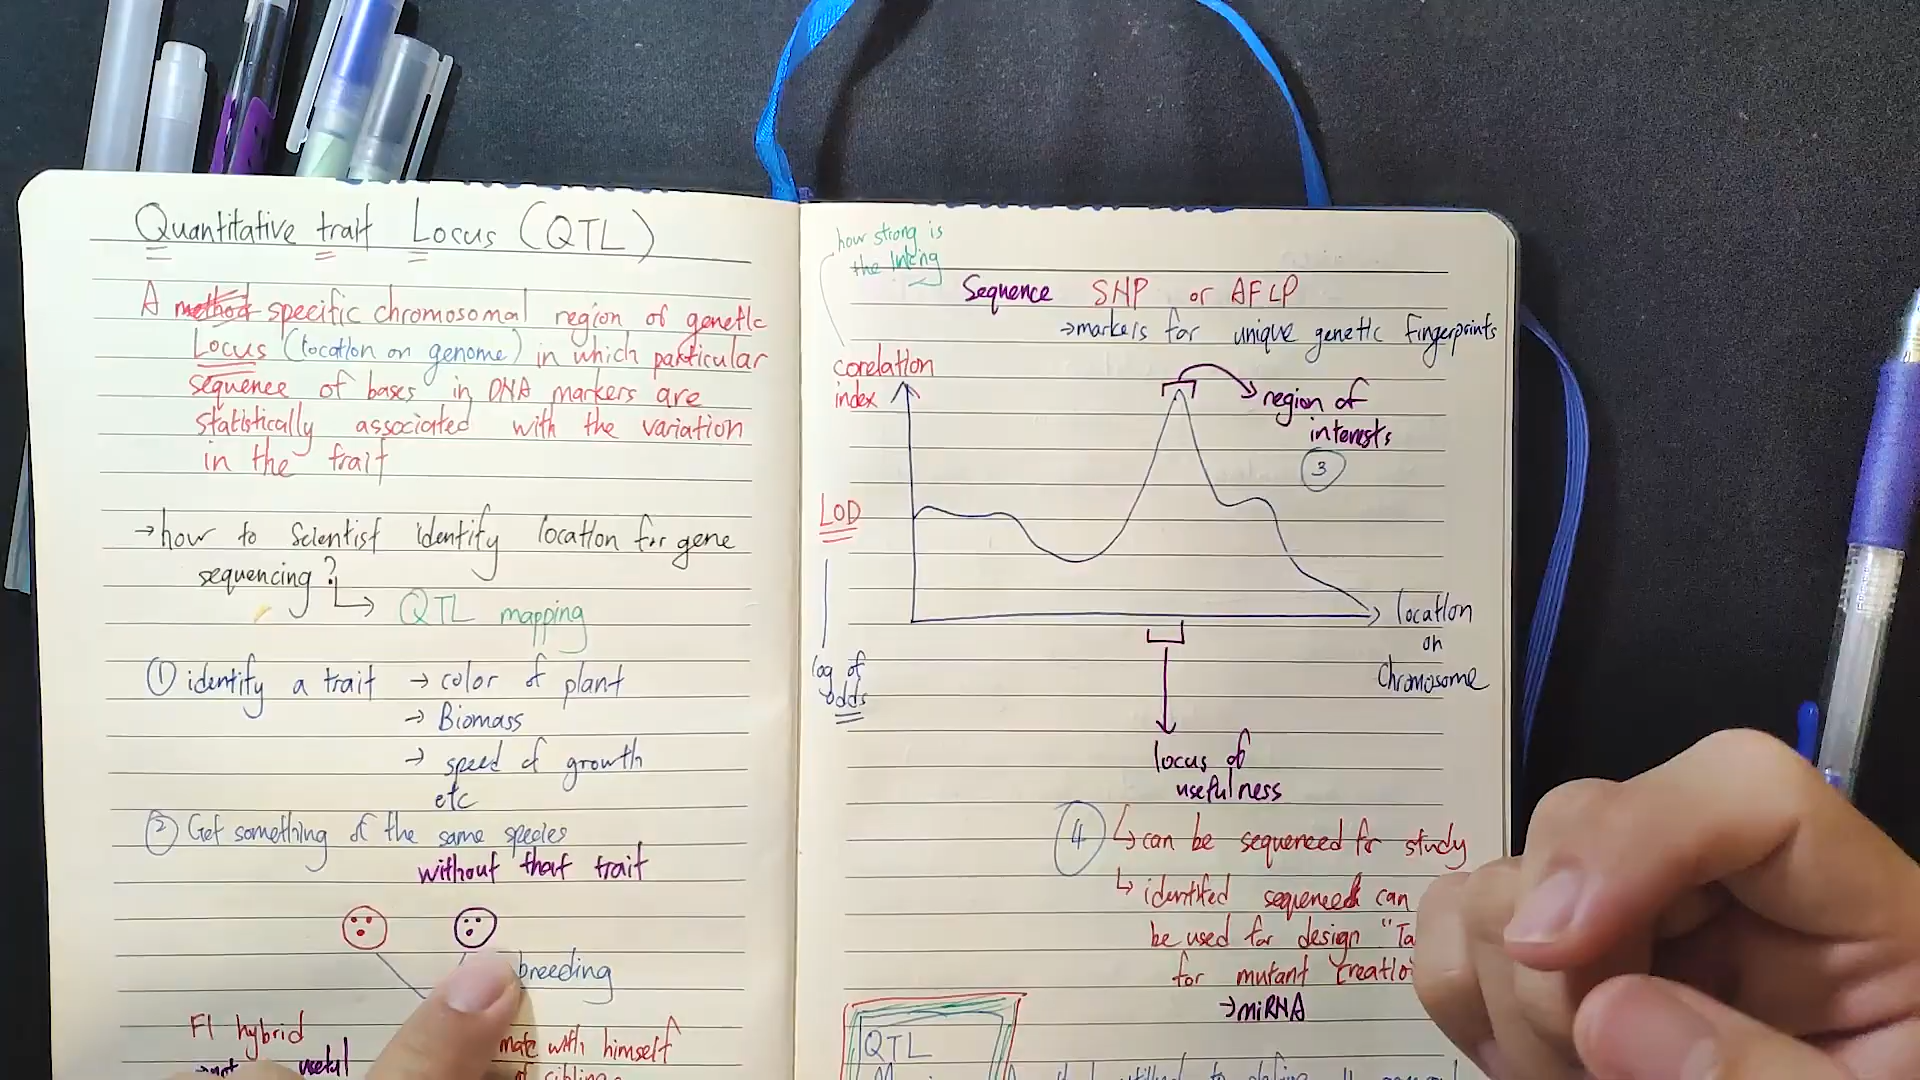 Quantitative trait Locus (QTL)
A method specific chromosomal region of genetic
Locus (location on genome) in which particular
sequence of bases in DNA markers are
statistically associated with the variation
in the trait
→ how to scientist identify location for gene
sequencing?
→ QTL mapping
① identify a trait → color of plant
→ Biomass
→ speed of growth
etc
② Get something of the same species
without that trait
breeding
F1 hybrid
useful
mate with himself
how strong is
the linking
Sequence SNP or AFLP
→ markers for unique genetic fingerprints
corelation
index
region of
interests
③
LOD
log of
odds
location
on
chromosome
locus of
usefulness
④ ↳ can be sequenced for study
↳ identified sequenced can
be used for design "Ta
for mutant creatio
→ miRNA
QTL